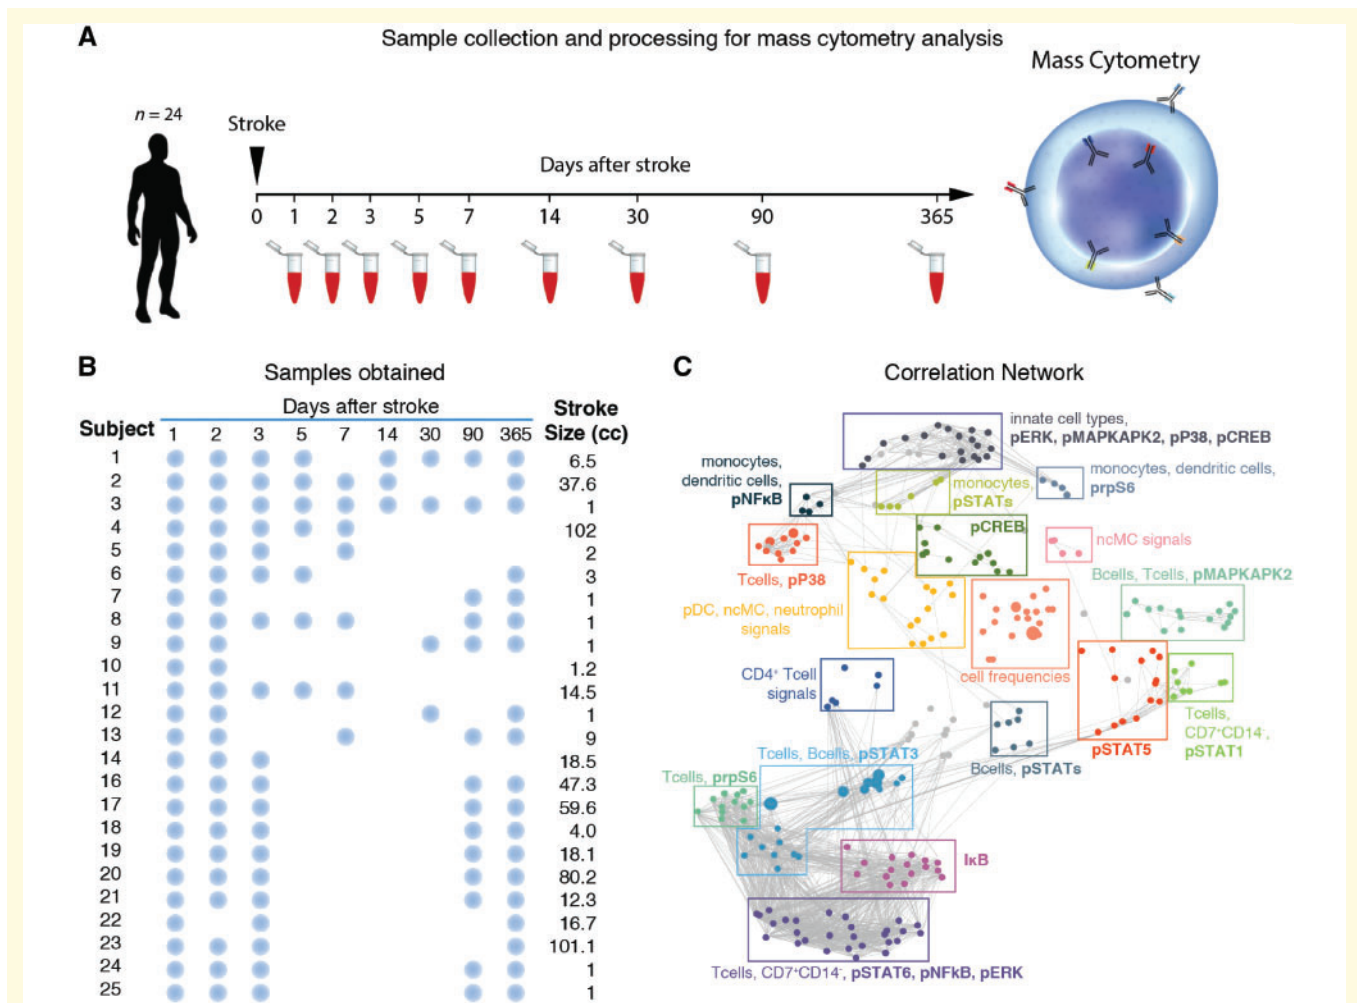 A
Sample collection and processing for mass cytometry analysis
Mass Cytometry
n = 24
Stroke
Days after stroke
0 1 2 3 5 7 14 30 90 365
B
Samples obtained
Days after stroke
Stroke
Size (cc)
Subject 1 2 3 5 7 14 30 90 365
1 6.5
2 37.6
3 1
4 102
5 2
6 3
7 1
8 1
9 1
10 1.2
11 14.5
12 1
13 9
14 18.5
16 47.3
17 59.6
18 4.0
19 18.1
20 80.2
21 12.3
22 16.7
23 101.1
24 1
25 1
C
Correlation Network
innate cell types,
pERK, pMAPKAPK2, pP38, pCREB
monocytes,
dendritic cells,
pNFκB
monocytes,
pSTATs
monocytes, dendritic cells,
prpS6
pCREB
ncMC signals
Tcells, pP38
Bcells, Tcells, pMAPKAPK2
pDC, ncMC, neutrophil
signals
cell frequencies
CD4⁺ Tcell
signals
pSTAT5
Tcells,
CD7⁺CD14⁻,
pSTAT1
Bcells, pSTATs
Tcells, Bcells, pSTAT3
Tcells, prpS6
IκB
Tcells, CD7⁺CD14⁻, pSTAT6, pNFkB, pERK